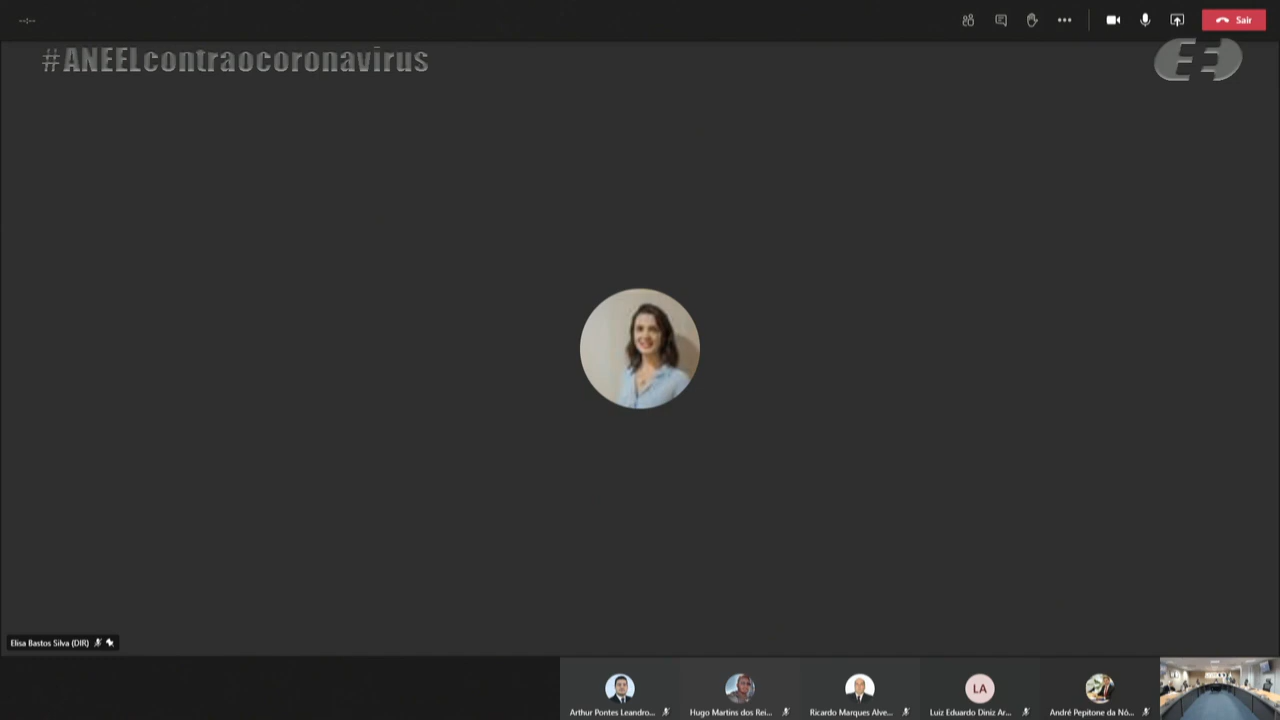 Sair
#ANEELcontraocoronavirus
Elisa Bastos Silva (DIR)
LA
Arthur Pontes Leandro...
Hugo Martins dos Rei...
Ricardo Marques Alve...
Luiz Eduardo Diniz Ar...
André Pepitone da Nó...